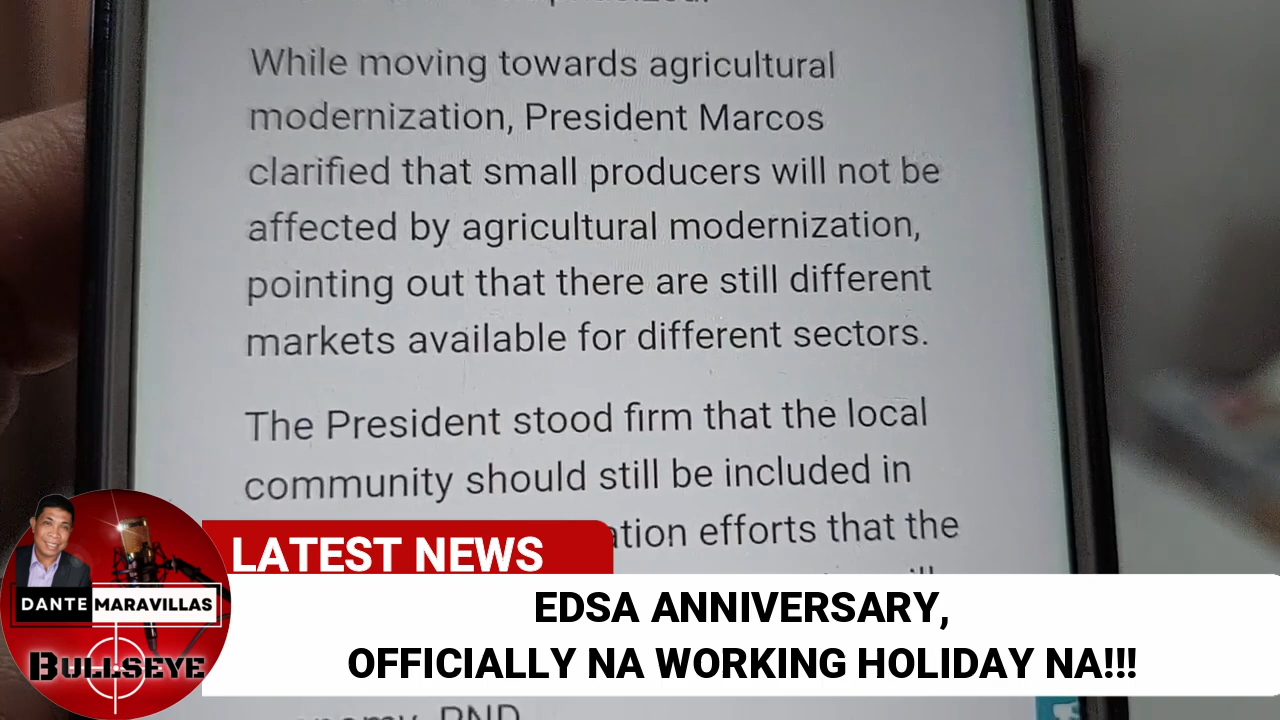 While moving towards agricultural
modernization, President Marcos
clarified that small producers will not be
affected by agricultural modernization,
pointing out that there are still different
markets available for different sectors.
The President stood firm that the local
community should still be included in
ation efforts that the
LATEST NEWS
DANTE MARAVILLAS
BULLSEYE
EDSA ANNIVERSARY,
OFFICIALLY NA WORKING HOLIDAY NA!!!
PND